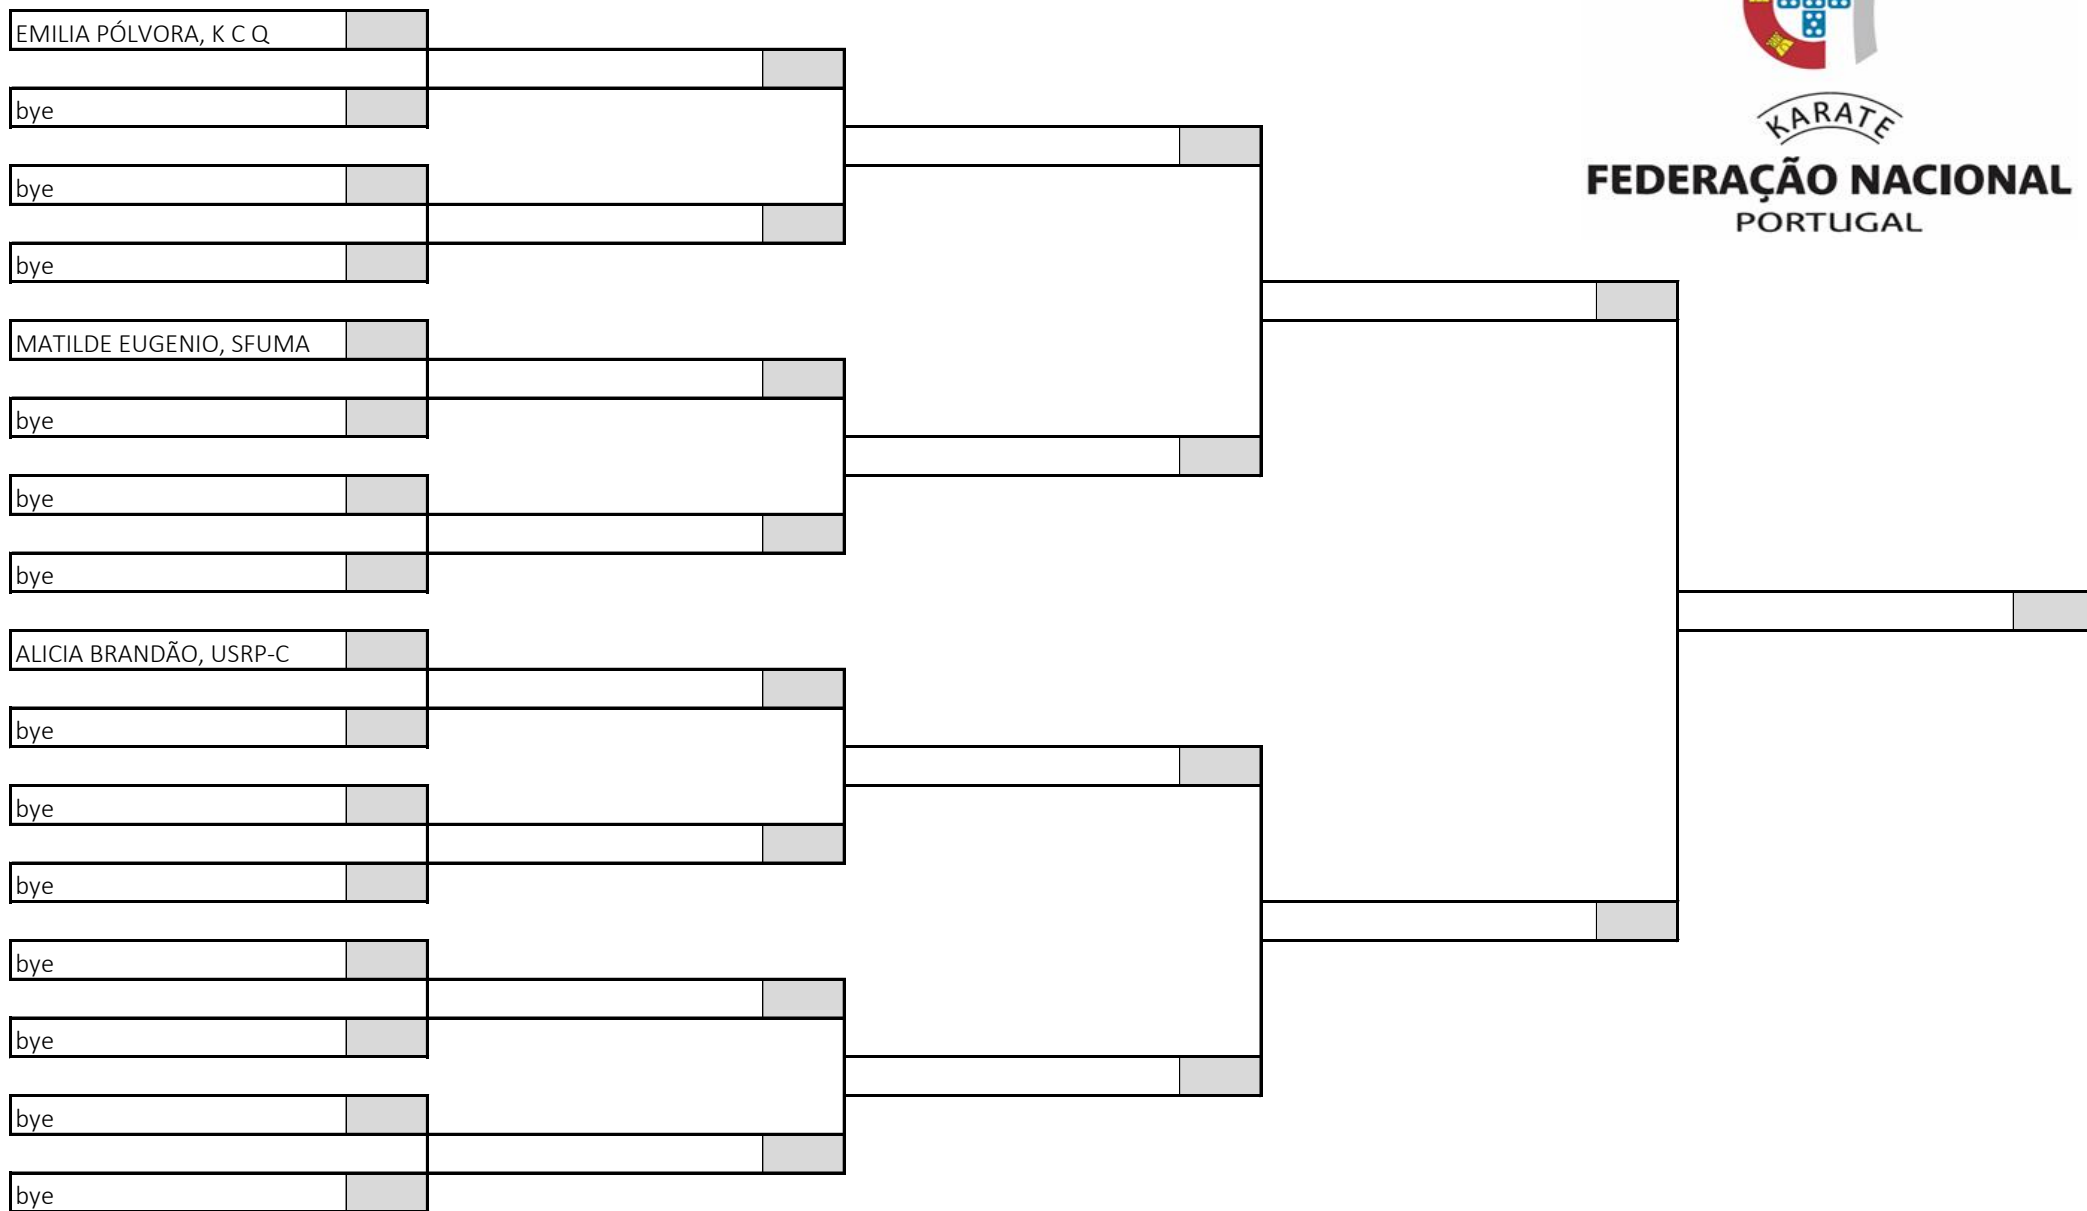 EMILIA PÓLVORA, K C Q
bye
bye
bye
MATILDE EUGENIO, SFUMA
bye
bye
bye
ALICIA BRANDÃO, USRP-C
bye
bye
bye
bye
bye
bye
bye
KARATE
FEDERAÇÃO NACIONAL
PORTUGAL